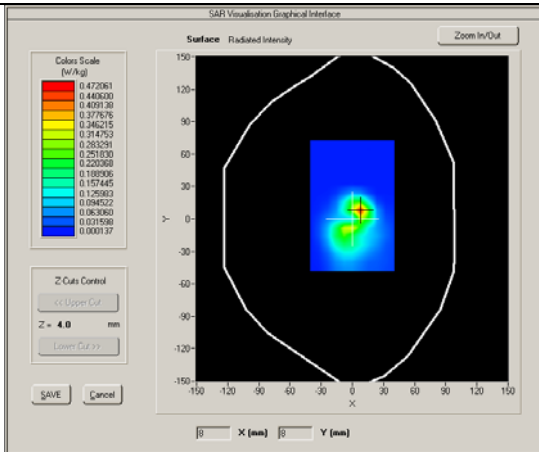 SAR Visualisation Graphical Interface
Surface Radiated Intensity
Zoom In/Out
Colors Scale
(W/kg)
0.472061
0.440600
0.409138
0.377676
0.346215
0.314753
0.283291
0.251830
0.220368
0.188906
0.157445
0.125983
0.094522
0.063060
0.031598
0.000137
Z-Cuts Control
<< Upper Cut
Z = 4.0 mm
Lower Cut >>
SAVE
Cancel
150
120
90
60
30
Y
0
-30
-60
-90
-120
-150
-150 -120 -90 -60 -30 0 30 60 90 120 150
X
8 X (mm) 8 Y (mm)